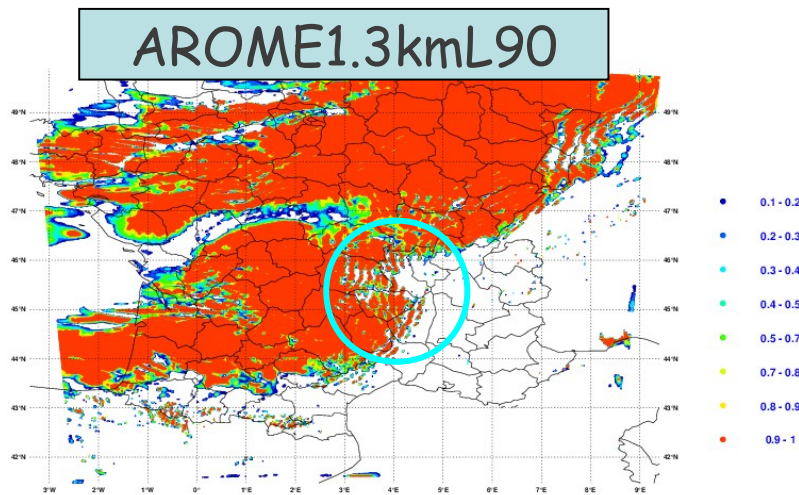 AROME1.3kmL90
49°N 49°N
48°N 48°N
47°N 47°N
46°N 46°N
45°N 45°N
44°N 44°N
43°N 43°N
42°N 42°N
3°W 2°W 1°W 0° 1°E 2°E 3°E 4°E 5°E 6°E 7°E 8°E 9°E
0.1 - 0.2
0.2 - 0.3
0.3 - 0.4
0.4 - 0.5
0.5 - 0.7
0.7 - 0.8
0.8 - 0.9
0.9 - 1